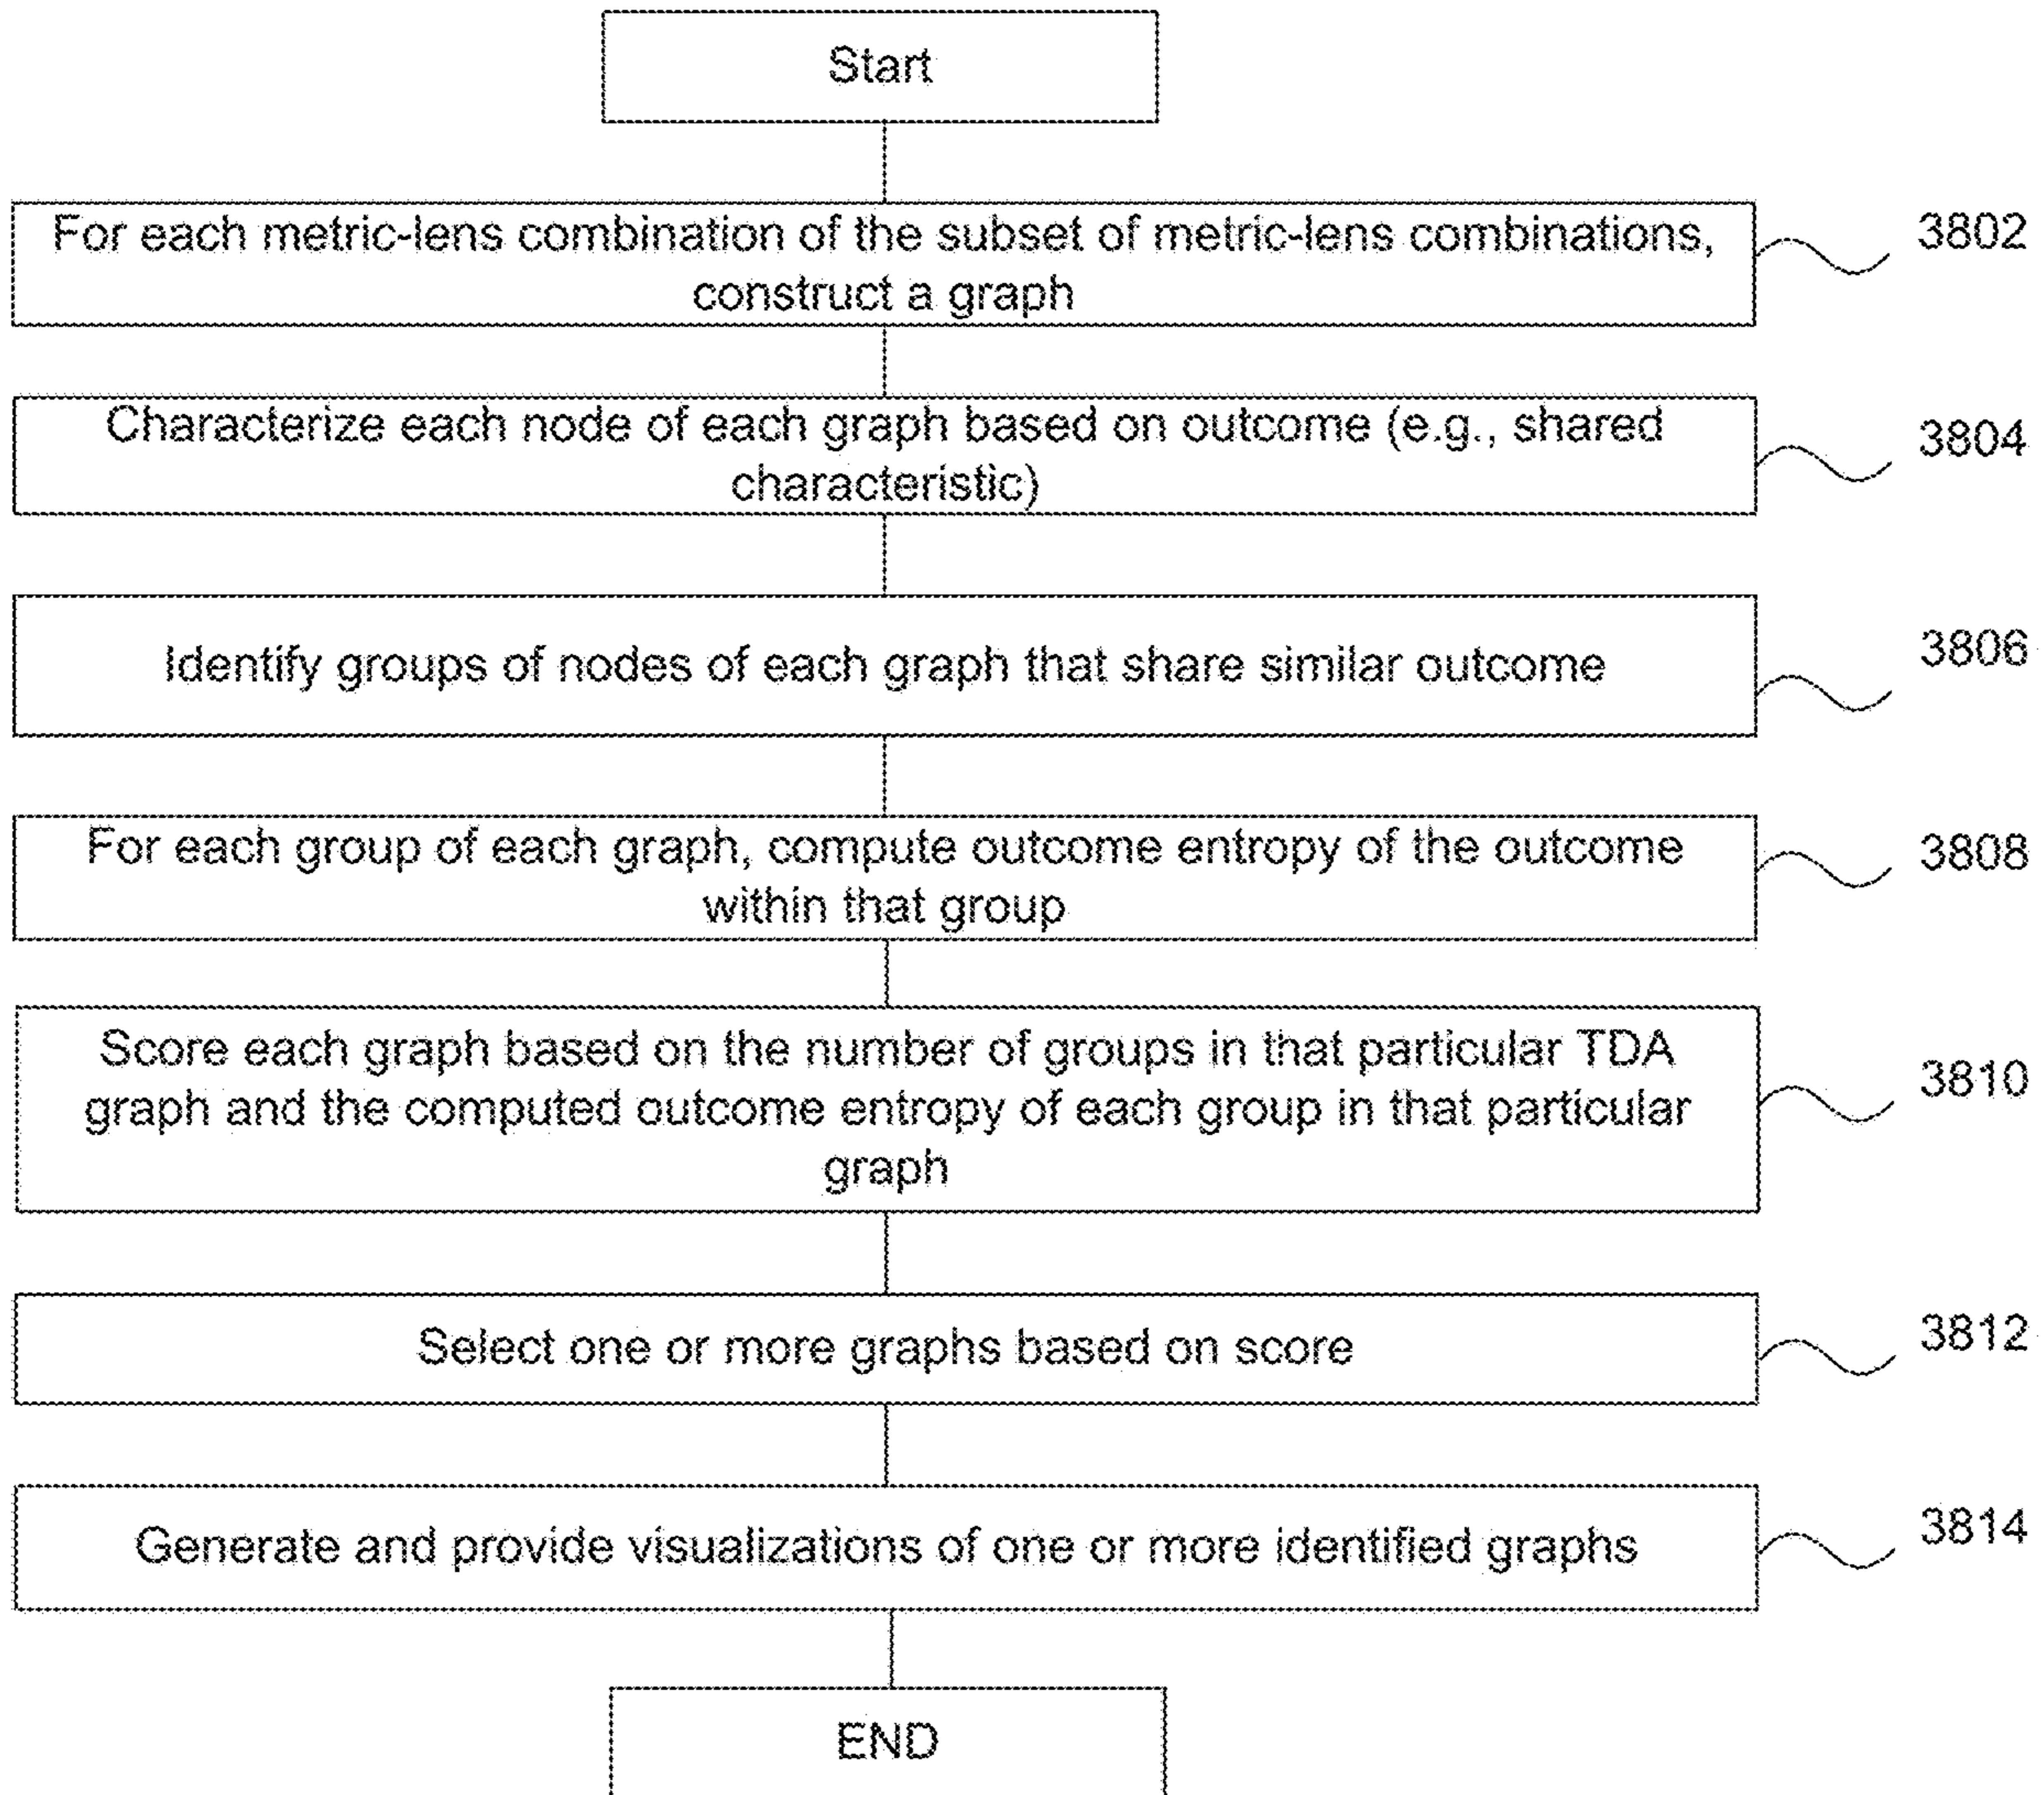 Start
For each metric-lens combination of the subset of metric-lens combinations,
construct a graph
3802
Characterize each node of each graph based on outcome (e.g., shared
characteristic)
3804
Identify groups of nodes of each graph that share similar outcome
3806
For each group of each graph, compute outcome entropy of the outcome
within that group
3808
Score each graph based on the number of groups in that particular TDA
graph and the computed outcome entropy of each group in that particular
graph
3810
Select one or more graphs based on score
3812
Generate and provide visualizations of one or more identified graphs
3814
END